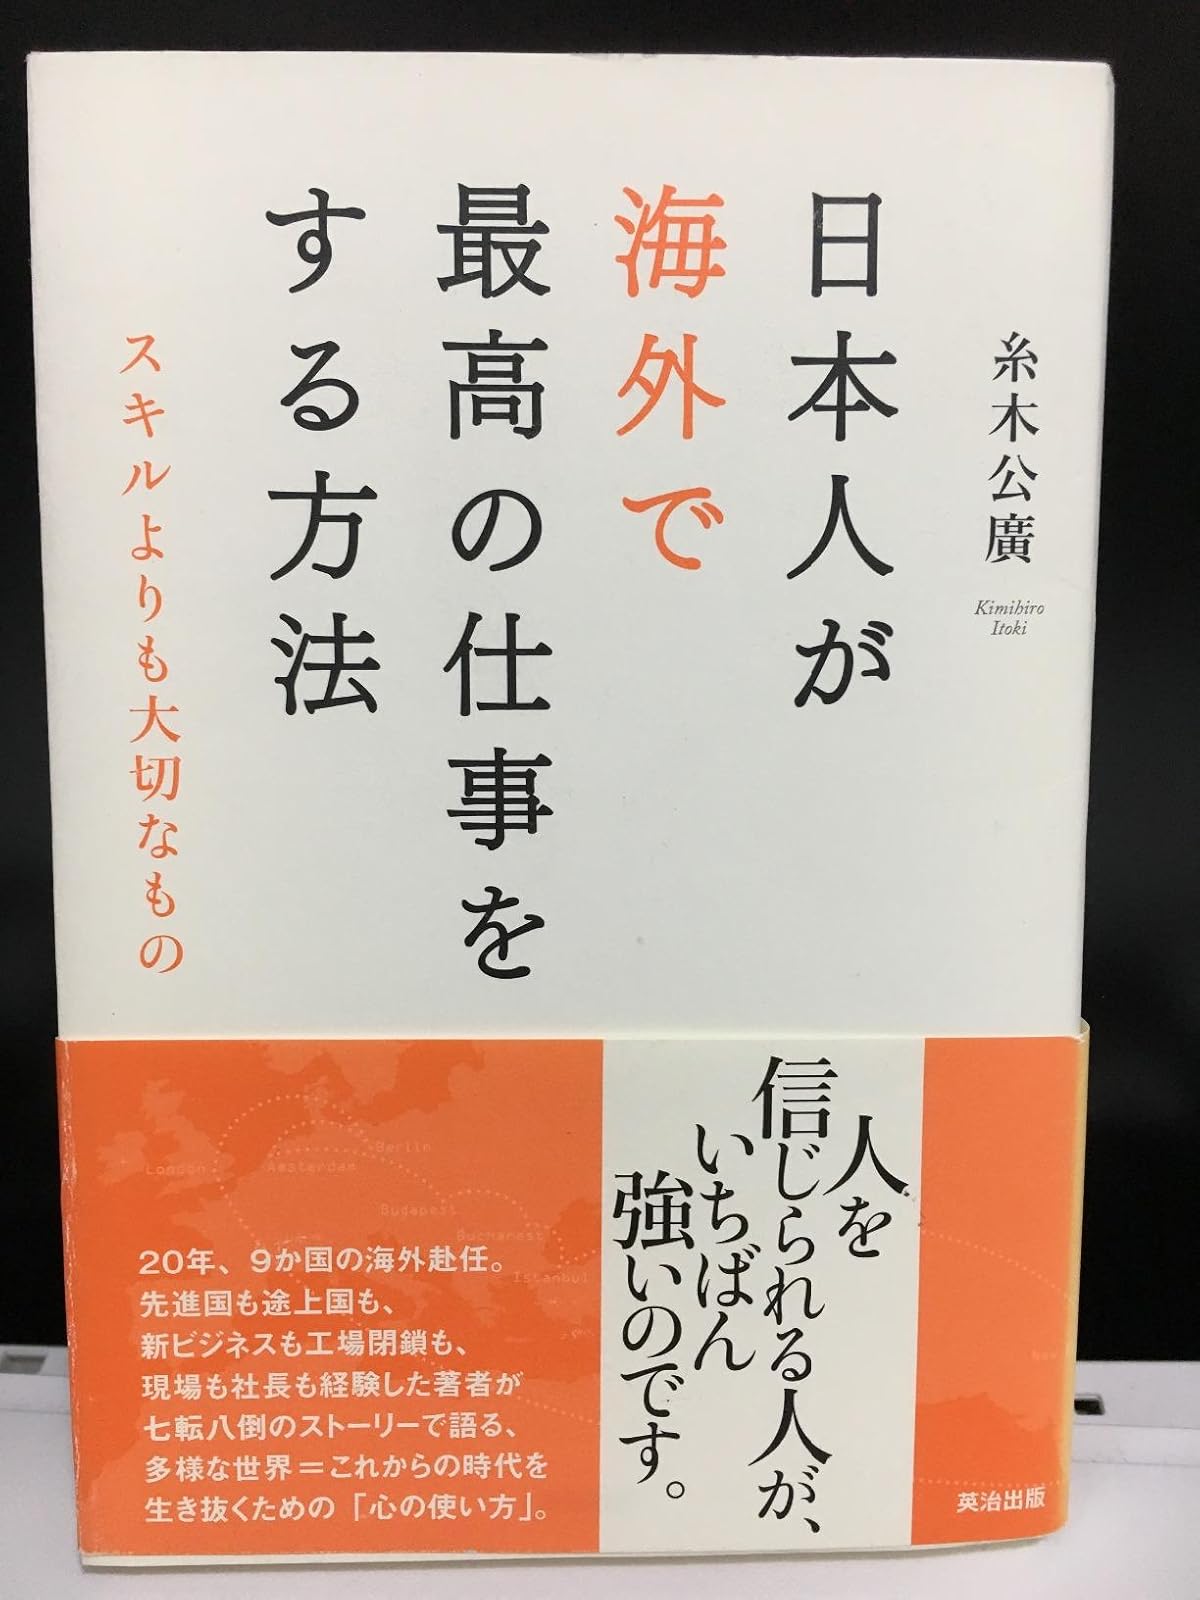 糸木公廣
Kimihiro
Itoki
日本人が
海外で
最高の仕事を
する方法
スキルよりも大切なもの
人を
信じられる人が、
いちばん
強いのです。
London
Amsterdam
Berlin
Budapest
Bucharest
Istanbul
20年、9か国の海外赴任。
先進国も途上国も、
新ビジネスも工場閉鎖も、
現場も社長も経験した著者が
七転八倒のストーリーで語る、
多様な世界＝これからの時代を
生き抜くための「心の使い方」。
英治出版